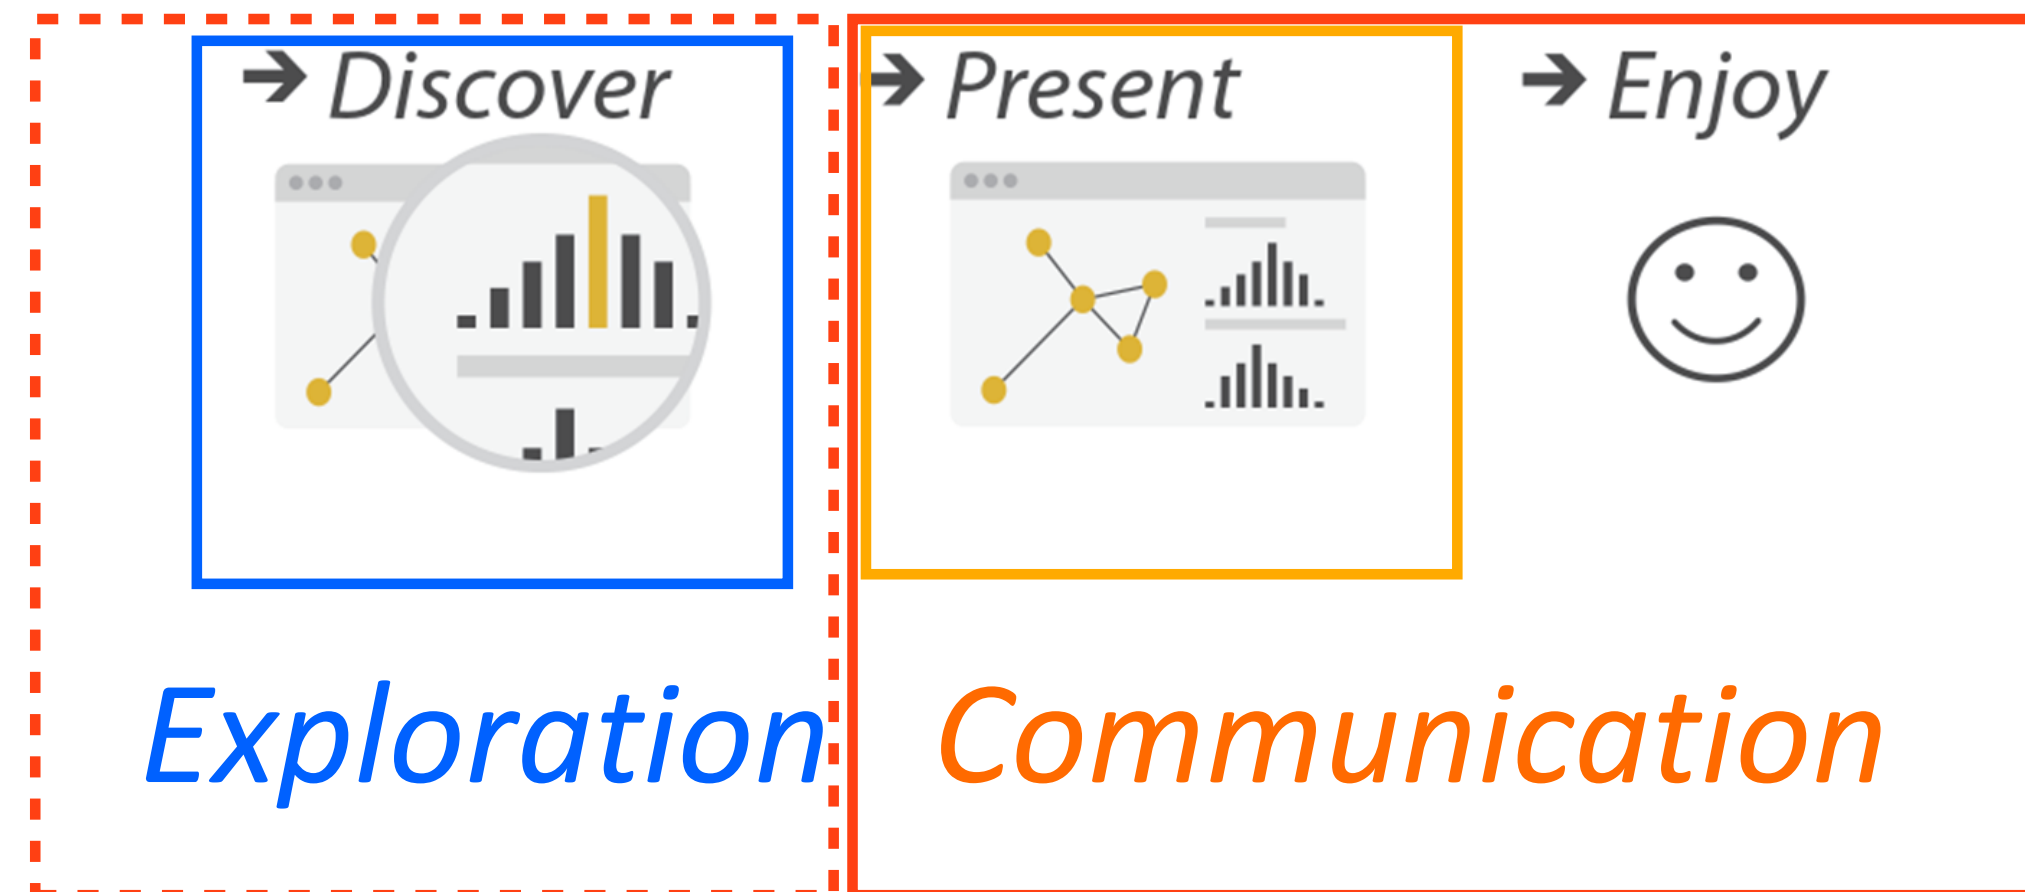 ➔ Discover
➔ Present
➔ Enjoy
Exploration
Communication